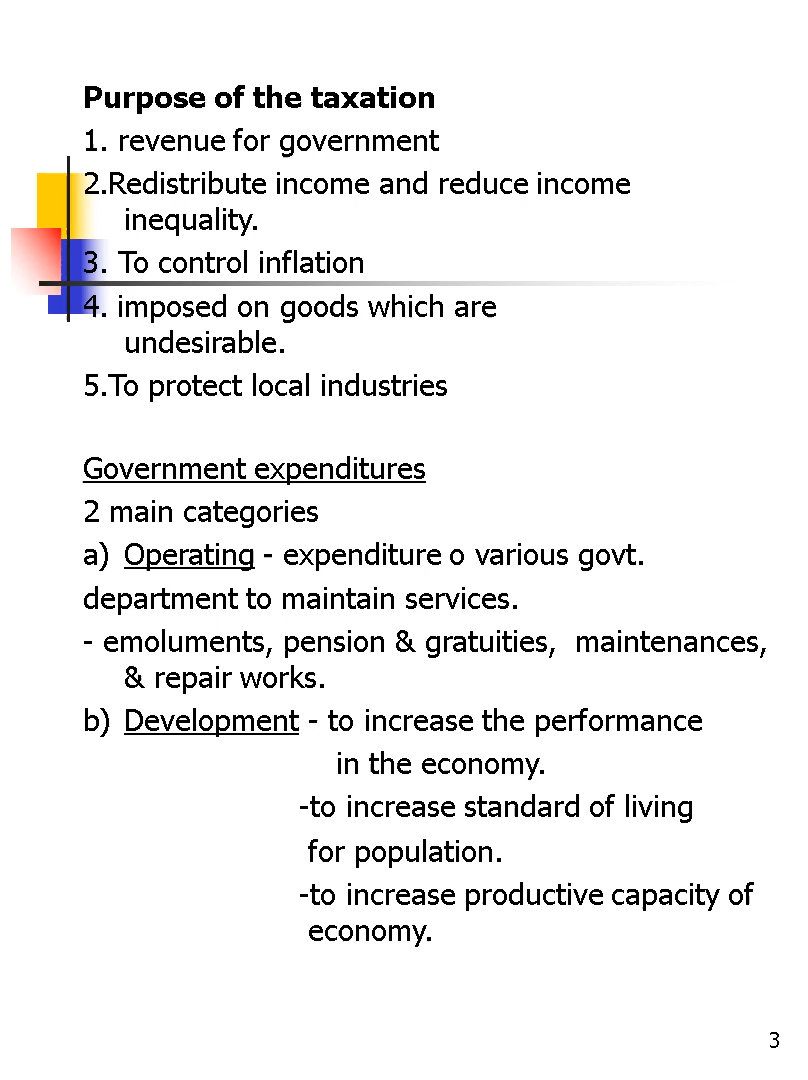 Purpose of the taxation
1. revenue for government
2.Redistribute income and reduce income
inequality.
3. To control inflation
4. imposed on goods which are
undesirable.
5.To protect local industries
Government expenditures
2 main categories
a) Operating - expenditure o various govt.
department to maintain services.
- emoluments, pension & gratuities, maintenances,
& repair works.
b) Development - to increase the performance
in the economy.
-to increase standard of living
for population.
-to increase productive capacity of
economy.
3